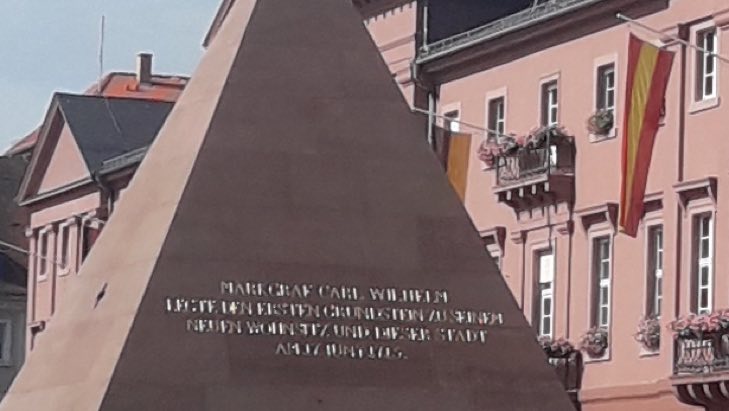 MARKGRAF CARL WILHELM
LEGTE DEN ERSTEN GRUNDSTEIN ZU SEINEM
NEUEN WOHNSITZ UND DIESER STADT
AM 17 JUNI 1715.